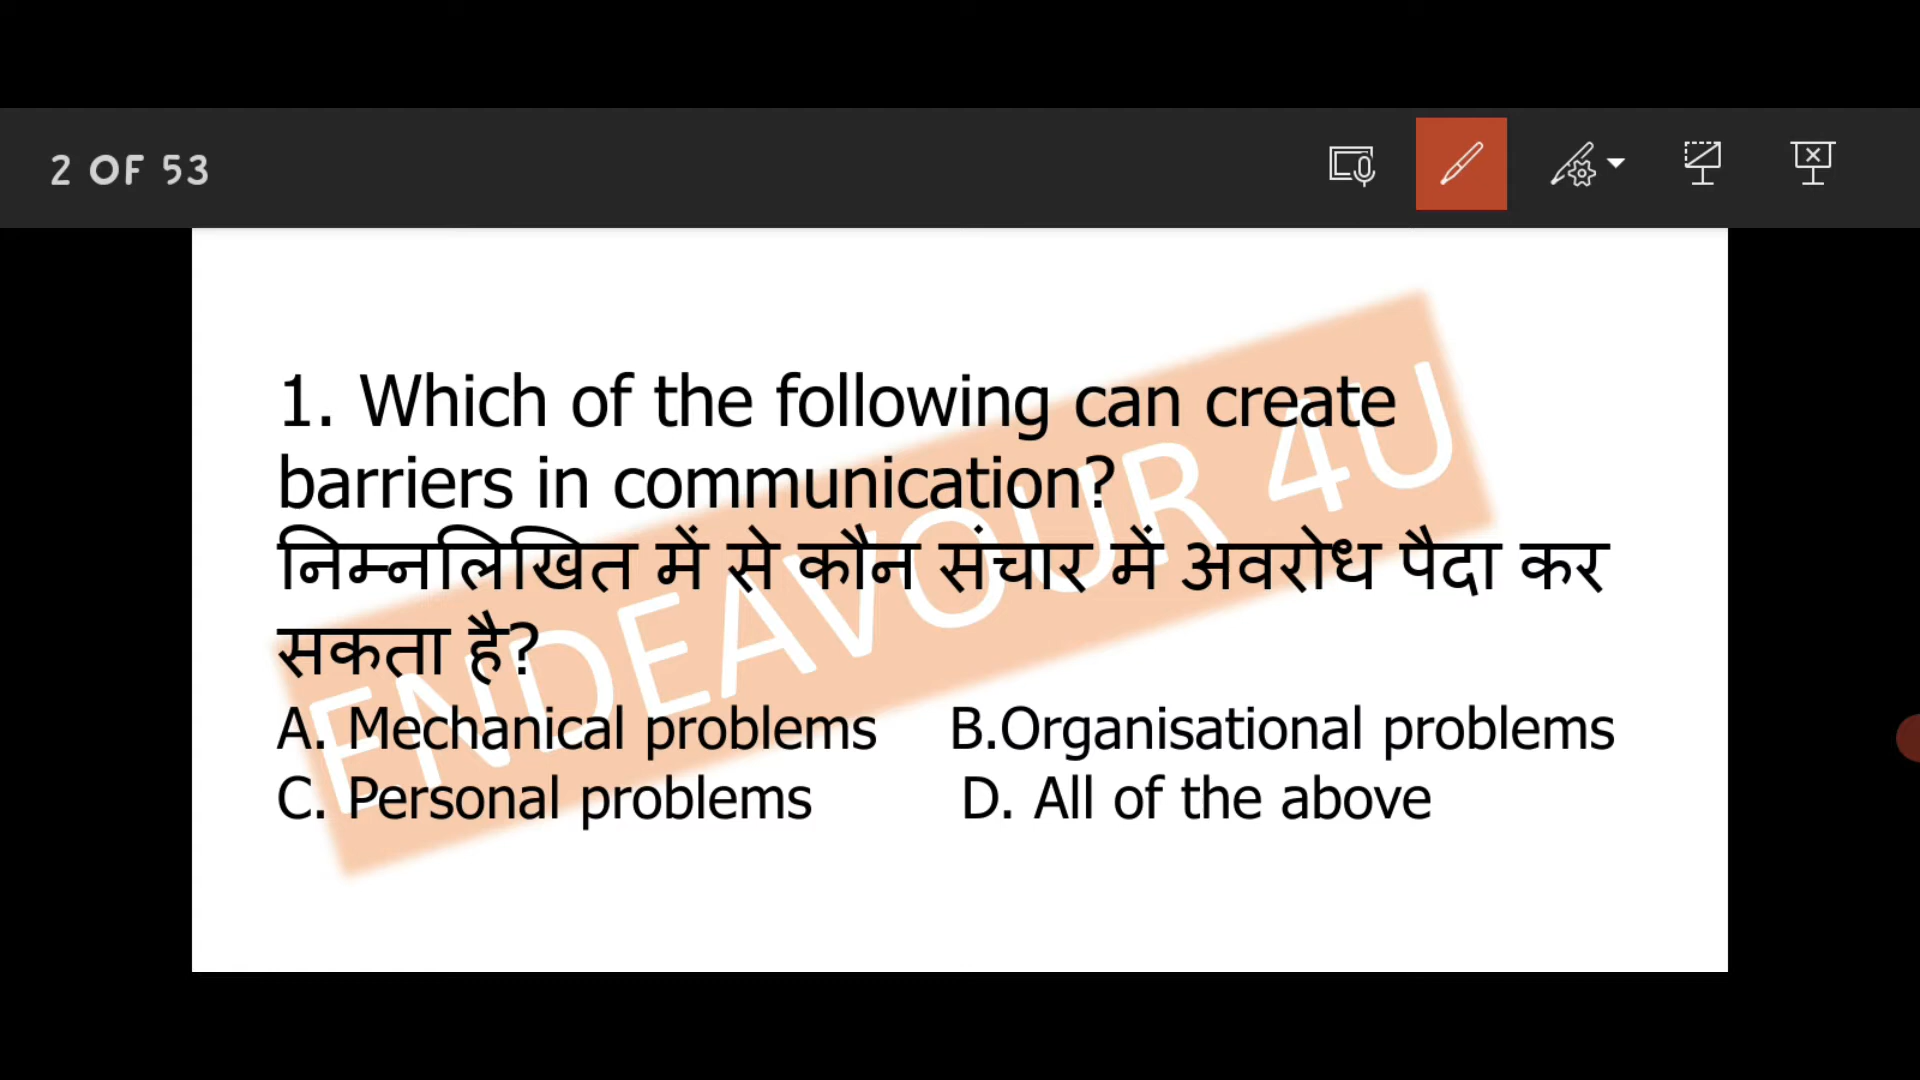 2 OF 53
1. Which of the following can create
barriers in communication?
निम्नलिखित में से कौन संचार में अवरोध पैदा कर
सकता है?
A. Mechanical problems B.Organisational problems
C. Personal problems D. All of the above
ENDEAVOUR 4U